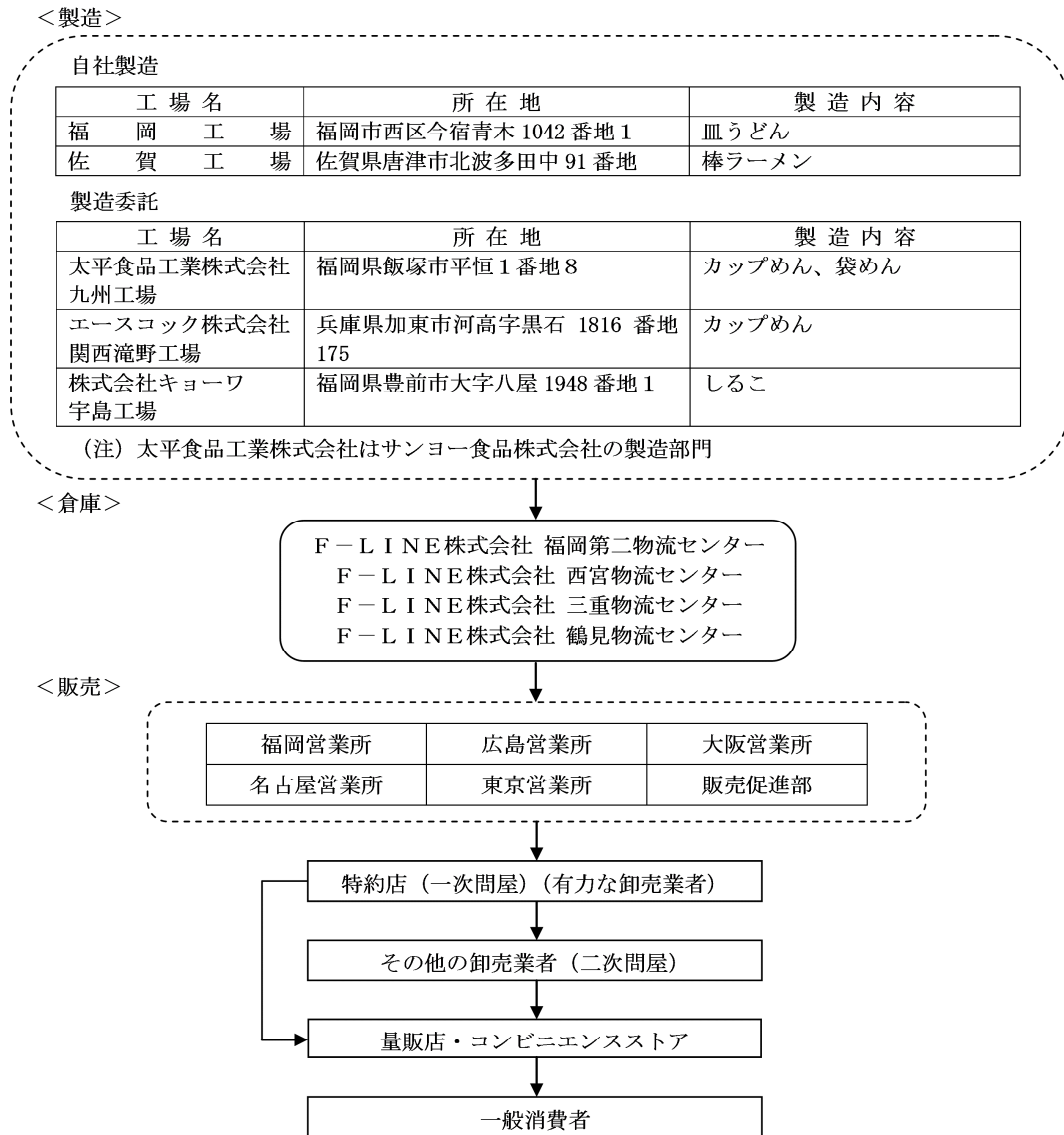 ＜製造＞
自社製造
工場名 所在地 製造内容
福岡工場 福岡市西区今宿青木 1042 番地 1 皿うどん
佐賀工場 佐賀県唐津市北波多田中 91 番地 棒ラーメン
製造委託
工場名 所在地 製造内容
太平食品工業株式会社 福岡県飯塚市平恒 1 番地 8 カップめん、袋めん
九州工場
エースコック株式会社 兵庫県加東市河高字黒石 1816 番地 カップめん
関西滝野工場 175
株式会社キョーワ 福岡県豊前市大字八屋 1948 番地 1 しるこ
宇島工場
（注）太平食品工業株式会社はサンヨー食品株式会社の製造部門
＜倉庫＞
Ｆ－ＬＩＮＥ株式会社 福岡第二物流センター
Ｆ－ＬＩＮＥ株式会社 西宮物流センター
Ｆ－ＬＩＮＥ株式会社 三重物流センター
Ｆ－ＬＩＮＥ株式会社 鶴見物流センター
＜販売＞
福岡営業所 広島営業所 大阪営業所
名古屋営業所 東京営業所 販売促進部
特約店（一次問屋）（有力な卸売業者）
その他の卸売業者（二次問屋）
量販店・コンビニエンスストア
一般消費者